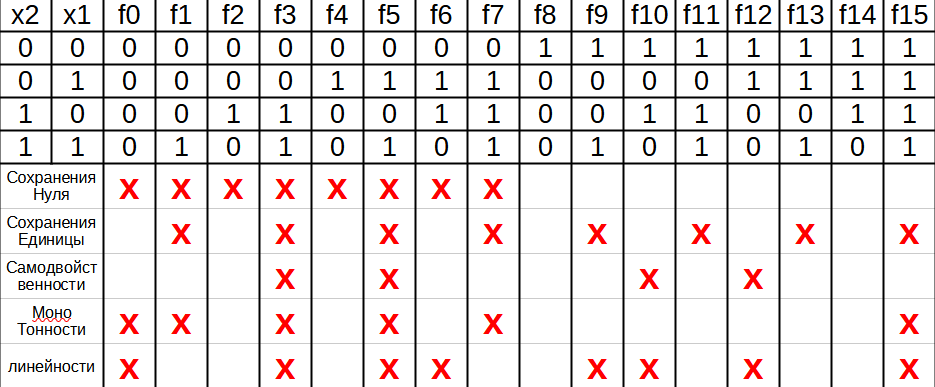 x2 x1 f0 f1 f2 f3 f4 f5 f6 f7 f8 f9 f10 f11 f12 f13 f14 f15
0 0 0 0 0 0 0 0 0 0 1 1 1 1 1 1 1 1
0 1 0 0 0 0 1 1 1 1 0 0 0 0 1 1 1 1
1 0 0 0 1 1 0 0 1 1 0 0 1 1 0 0 1 1
1 1 0 1 0 1 0 1 0 1 0 1 0 1 0 1 0 1
Сохранения
Нуля x x x x x x x x
Сохранения
Единицы x x x x x x x x
Самодвойст
венности x x x x
Моно
Тонности x x x x x x
линейности x x x x x x x x